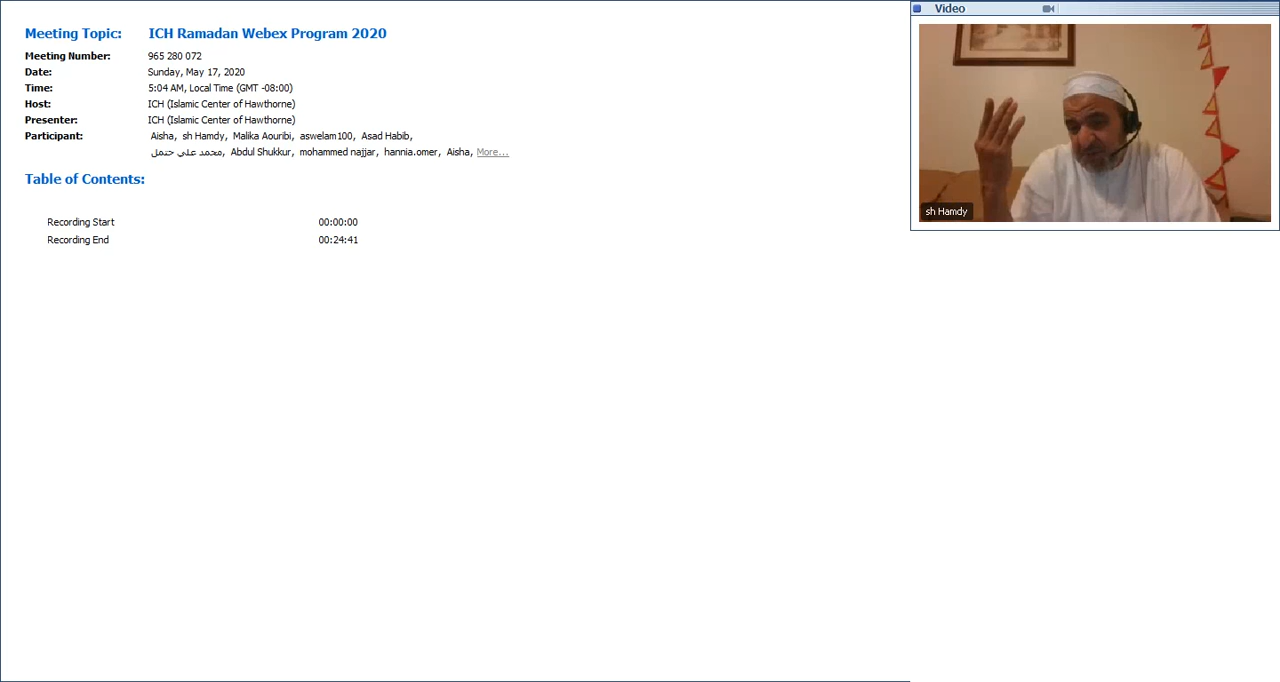 Meeting Topic: ICH Ramadan Webex Program 2020
Meeting Number: 965 280 072
Date: Sunday, May 17, 2020
Time: 5:04 AM, Local Time (GMT -08:00)
Host: ICH (Islamic Center of Hawthorne)
Presenter: ICH (Islamic Center of Hawthorne)
Participant: Aisha, sh Hamdy, Malika Aouribi, aswelam100, Asad Habib,
محمد علي حتمل, Abdul Shukkur, mohammed najjar, hannia.omer, Aisha, More...
Table of Contents:
Recording Start 00:00:00
Recording End 00:24:41
Video
sh Hamdy